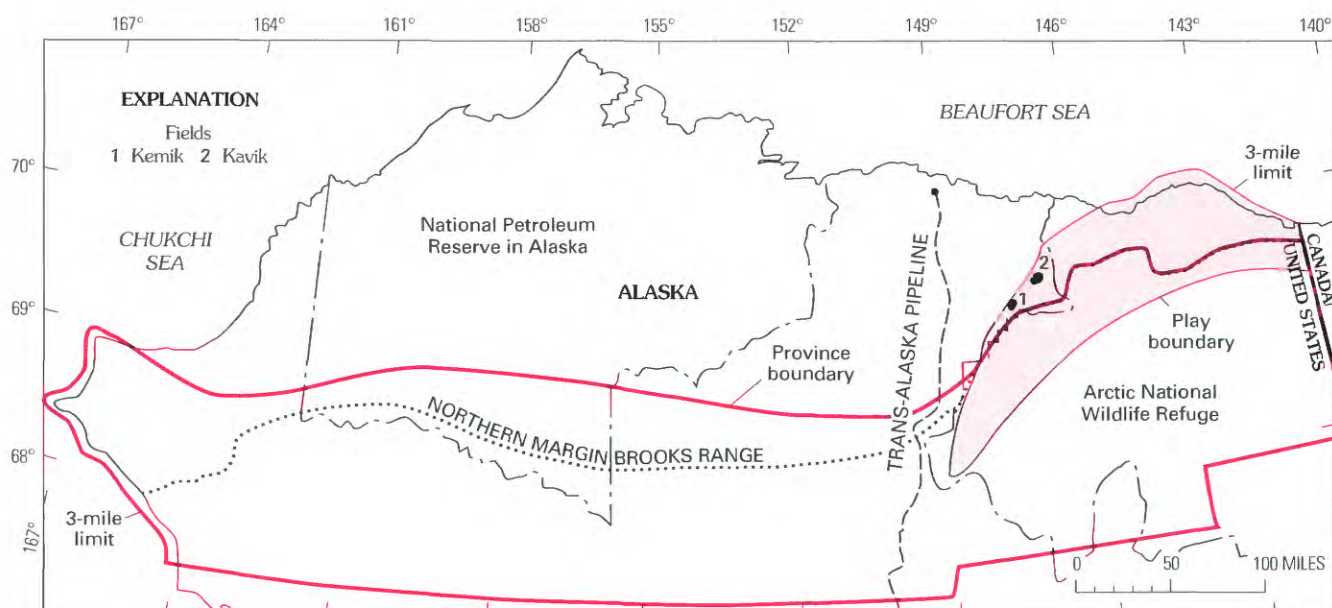 167°
164°
161°
158°
155°
152°
149°
146°
143°
140°
EXPLANATION
Fields
1 Kemik 2 Kavik
BEAUFORT SEA
70°
3-mile
limit
CHUKCHI
SEA
National Petroleum
Reserve in Alaska
ALASKA
TRANS-ALASKA PIPELINE
2
1
CANADA
UNITED STATES
69°
Province
boundary
Play
boundary
Arctic National
Wildlife Refuge
NORTHERN MARGIN BROOKS RANGE
68°
3-mile
limit
167°
0 50 100 MILES